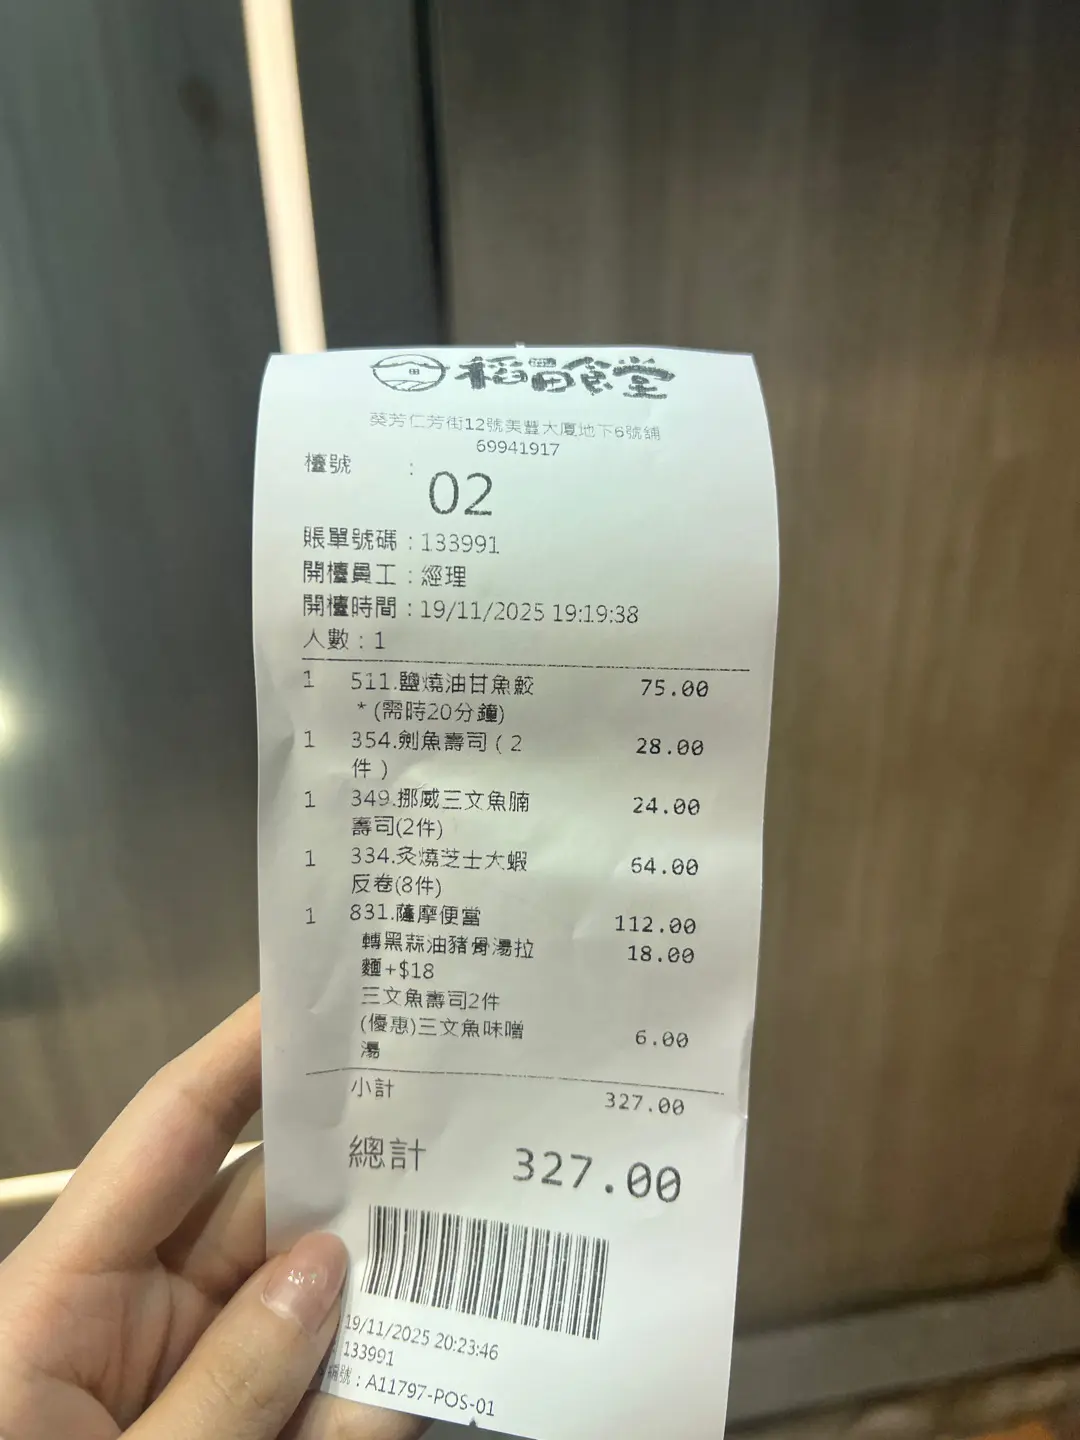 稻田食堂
葵芳仁芳街12號美豐大廈地下6號舖
69941917
檯號 :
02
賬單號碼 : 133991
開檯員工 : 經理
開檯時間 : 19/11/2025 19:19:38
人數 : 1
1 511.鹽燒油甘魚鮫 75.00
* (需時20分鐘)
1 354.劍魚壽司 ( 2 28.00
件 )
1 349.挪威三文魚腩 24.00
壽司(2件)
1 334.炙燒芝士大蝦 64.00
反卷(8件)
1 831.薩摩便當 112.00
轉黑蒜油豬骨湯拉 18.00
麵+$18
三文魚壽司2件
(優惠)三文魚味噌 6.00
湯
小計 327.00
總計 327.00
19/11/2025 20:23:46
133991
號 : A11797-POS-01